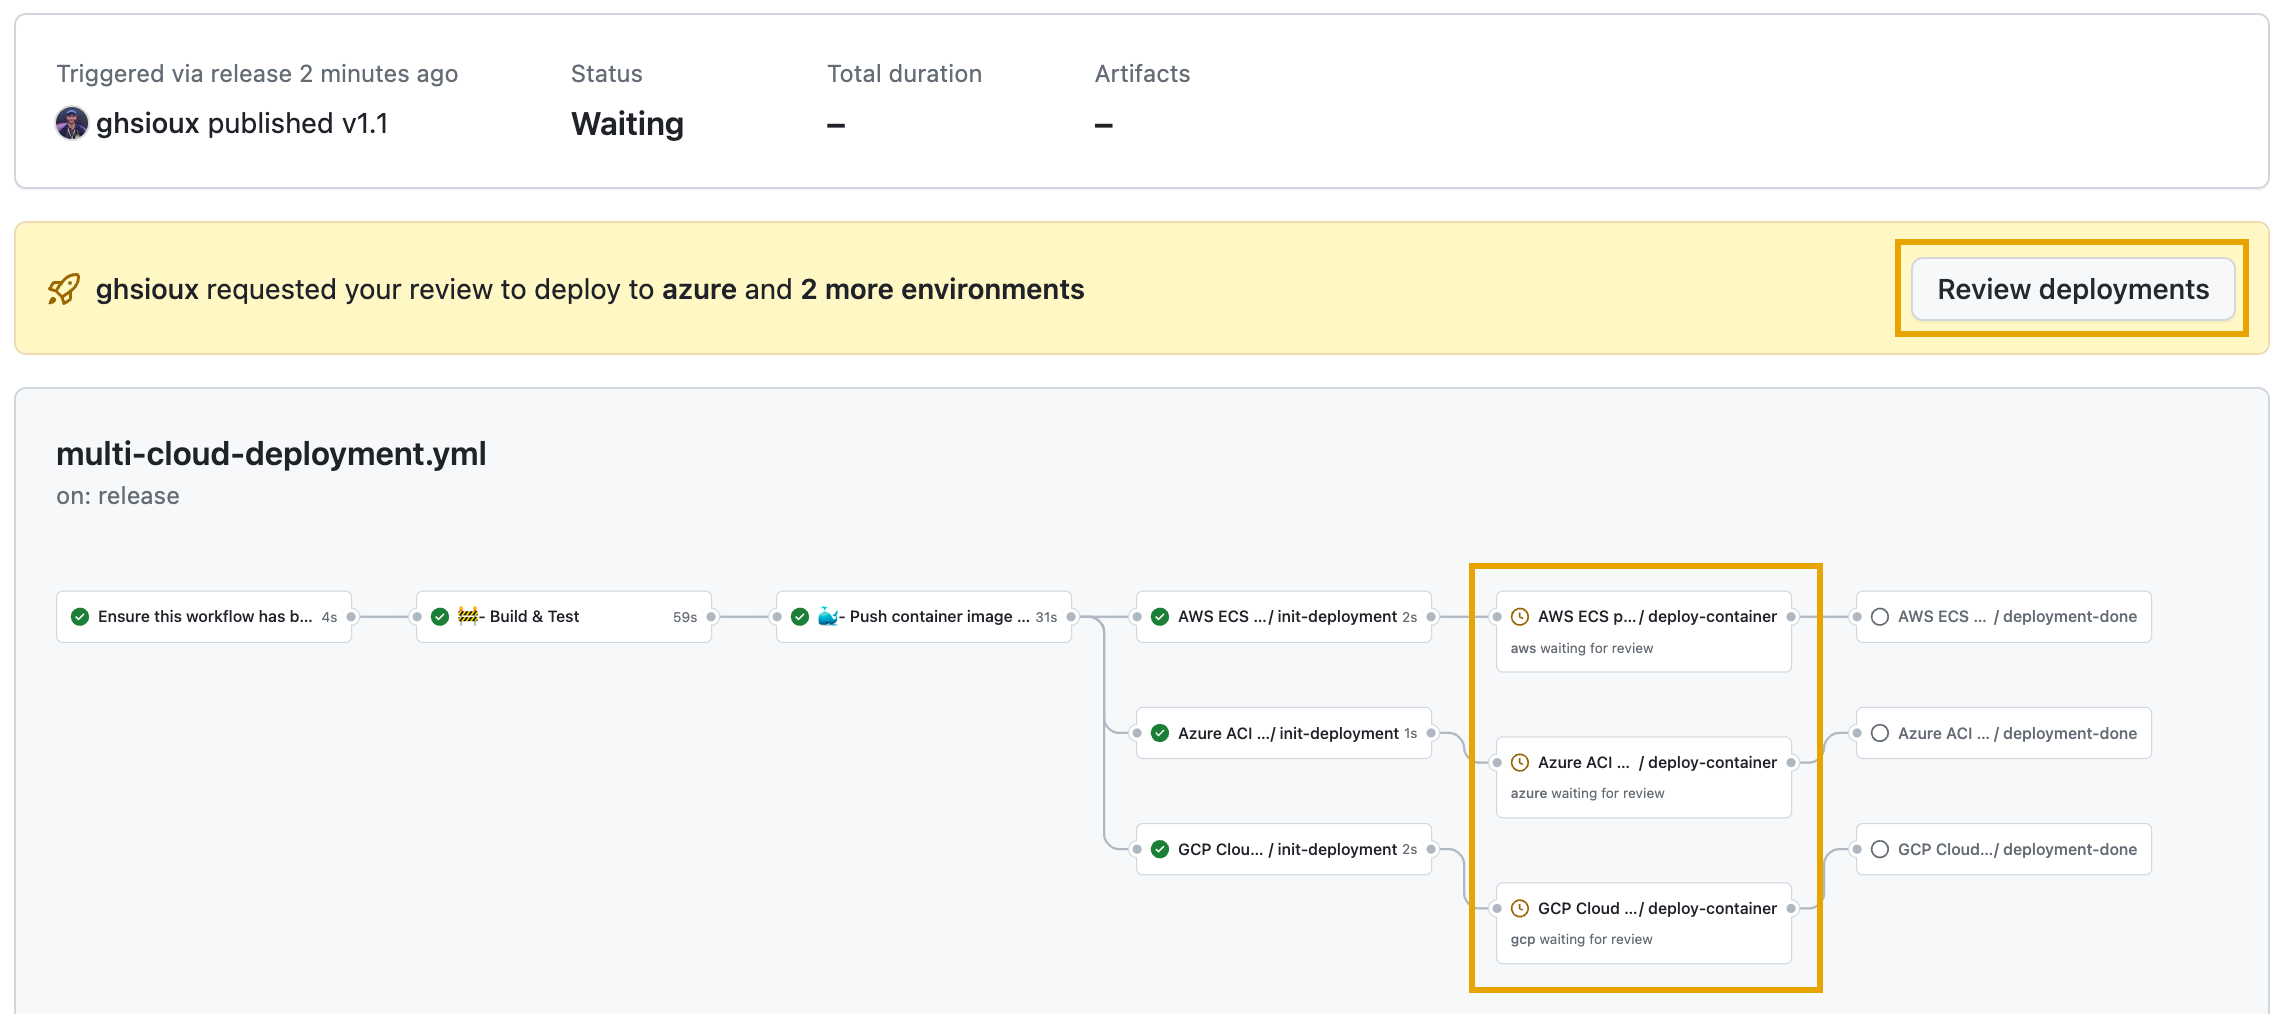 Triggered via release 2 minutes ago
ghsioux published v1.1
Status
Waiting
Total duration
–
Artifacts
–
ghsioux requested your review to deploy to azure and 2 more environments
Review deployments
multi-cloud-deployment.yml
on: release
Ensure this workflow has b... 4s
- Build & Test 59s
- Push container image ... 31s
AWS ECS .../ init-deployment 2s
AWS ECS p.../ deploy-container
aws waiting for review
AWS ECS ... / deployment-done
Azure ACI .../ init-deployment 1s
Azure ACI ... / deploy-container
azure waiting for review
Azure ACI ... / deployment-done
GCP Clou... / init-deployment 2s
GCP Cloud .../ deploy-container
gcp waiting for review
GCP Cloud.../ deployment-done